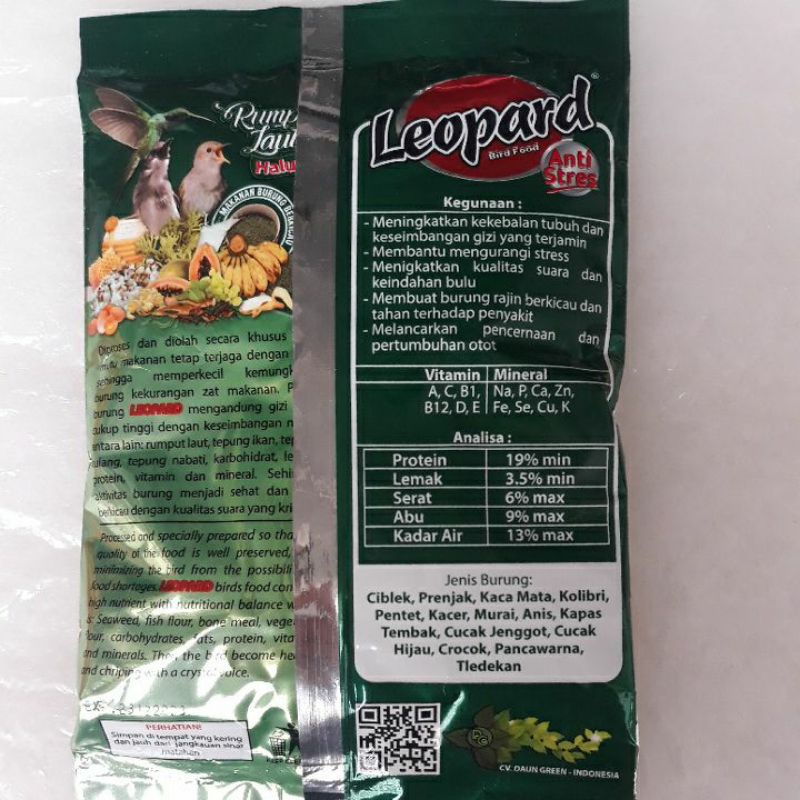 Halu
MAKANAN BURUNG BERKICAU
Diproses dan diolah secara khusus
mutu makanan tetap terjaga dengan
sehingga memperkecil
burung kekurangan zat makanan.
burung LEOPARD mengandung gizi
cukup tinggi dengan keseimbangan
antara lain: rumput laut, tepung ikan,
tulang, tepung nabati, karbohidrat,
protein, vitamin dan mineral.
aktivitas burung menjadi sehat dan
berkicau dengan kualitas suara yang
Processed and specially prepared so
quality of the food is well preserved,
minimizing the bird from the
food shortages. LEOPARD birds food
high nutrient with nutritional balance
Seaweed, fish flour, bone meal,
flour, carbohydrates, fats, protein,
and minerals. Then, the bird become
and chriping with a crystal voice.
PERHATIAN!
Simpan di tempat yang kering
dan jauh dari jangkauan sinar
matahari
Leopard
Bird Food
Anti
Stres
Kegunaan :
- Meningkatkan kekebalan tubuh dan
keseimbangan gizi yang terjamin
- Membantu mengurangi stress
- Menigkatkan kualitas suara dan
keindahan bulu
- Membuat burung rajin berkicau dan
tahan terhadap penyakit
- Melancarkan pencernaan dan
pertumbuhan otot
Vitamin Mineral
A, C, B1, Na, P, Ca, Zn,
B12, D, E Fe, Se, Cu, K
Analisa :
Protein 19% min
Lemak 3.5% min
Serat 6% max
Abu 9% max
Kadar Air 13% max
Jenis Burung:
Ciblek, Prenjak, Kaca Mata, Kolibri,
Pentet, Kacer, Murai, Anis, Kapas
Tembak, Cucak Jenggot, Cucak
Hijau, Crocok, Pancawarna,
Tledekan
CV. DAUN GREEN - INDONESIA